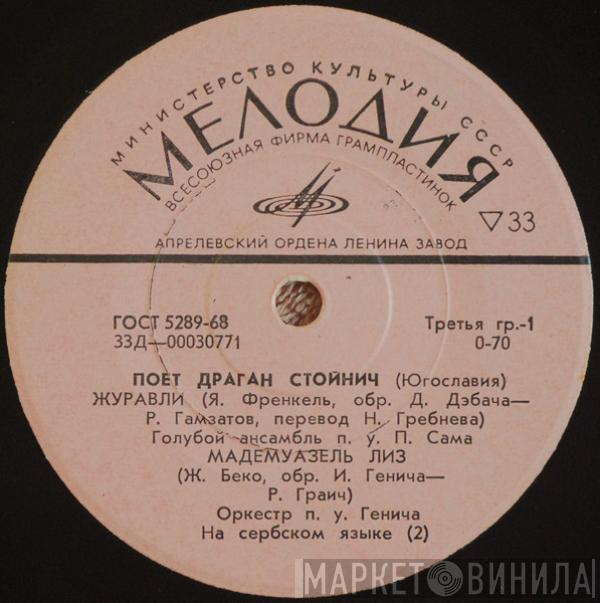 МИНИСТЕРСТВО КУЛЬТУРЫ СССР
МЕЛОДИЯ
ВСЕСОЮЗНАЯ ФИРМА ГРАМПЛАСТИНОК
▽33
АПРЕЛЕВСКИЙ ОРДЕНА ЛЕНИНА ЗАВОД
ГОСТ 5289-68
Третья гр.-1
33Д—00030771
0-70
ПОЕТ ДРАГАН СТОЙНИЧ (Югославия)
ЖУРАВЛИ (Я. Френкель, обр. Д. Дэбача—
Р. Гамзатов, перевод Н. Гребнева)
Голубой ансамбль п. у. П. Сама
МАДЕМУАЗЕЛЬ ЛИЗ
(Ж. Беко, обр. И. Генича—
Р. Граич)
Оркестр п. у. Генича
На сербском языке (2)
МАРКЕТ ВИНИЛА